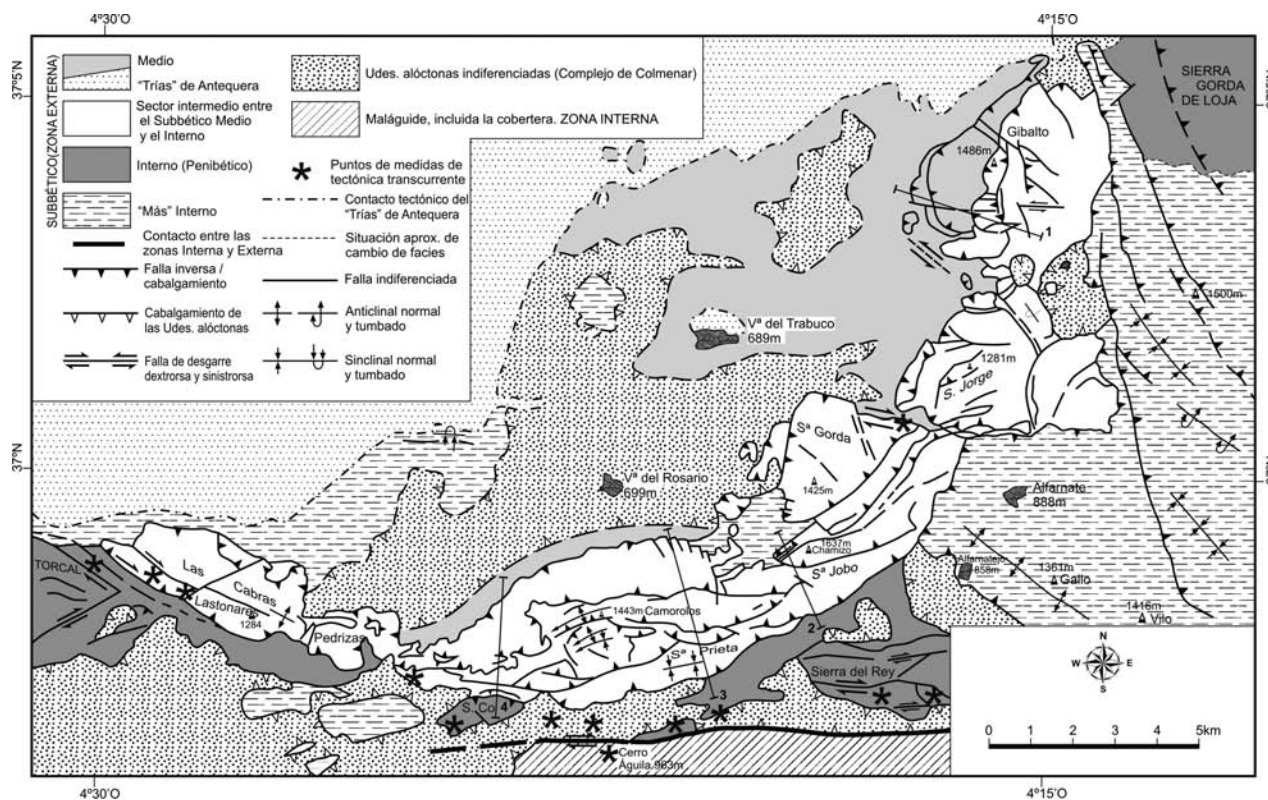 4°30'O
4°15'O
37°5'N
SUBBÉTICO(ZONA EXTERNA)
Medio
"Trías" de Antequera
Sector intermedio entre
el Subbético Medio
y el Interno
Interno (Penibético)
"Más" Interno
Contacto entre las
zonas Interna y Externa
Falla inversa /
cabalgamiento
Cabalgamiento de
las Udes. alóctonas
Falla de desgarre
dextrorsa y sinistrorsa
Udes. alóctonas indiferenciadas (Complejo de Colmenar)
Maláguide, incluida la cobertera. ZONA INTERNA
Puntos de medidas de
tectónica transcurrente
Contacto tectónico del
"Trías" de Antequera
Situación aprox. de
cambio de facies
Falla indiferenciada
Anticlinal normal
y tumbado
Sinclinal normal
y tumbado
SIERRA
GORDA
DE LOJA
Gibalto
1486m
1
1500m
Vª del Trabuco
689m
1281m
S. Jorge
Sª Gorda
1425m
37°N
Vª del Rosario
699m
Alfarnate
888m
1637m
Chamizo
Sª Jobo
Alfarnatejo
858m
1361m
Gallo
1416m
Vilo
TORCAL
Las
Cabras
Lastonares
1284
Pedrizas
1443m Camorolos
Sª Prieta
2
3
Sierra del Rey
S. Co
4
Cerro
Águila 963m
N
W
E
S
0 1 2 3 4 5km
4°30'O
4°15'O